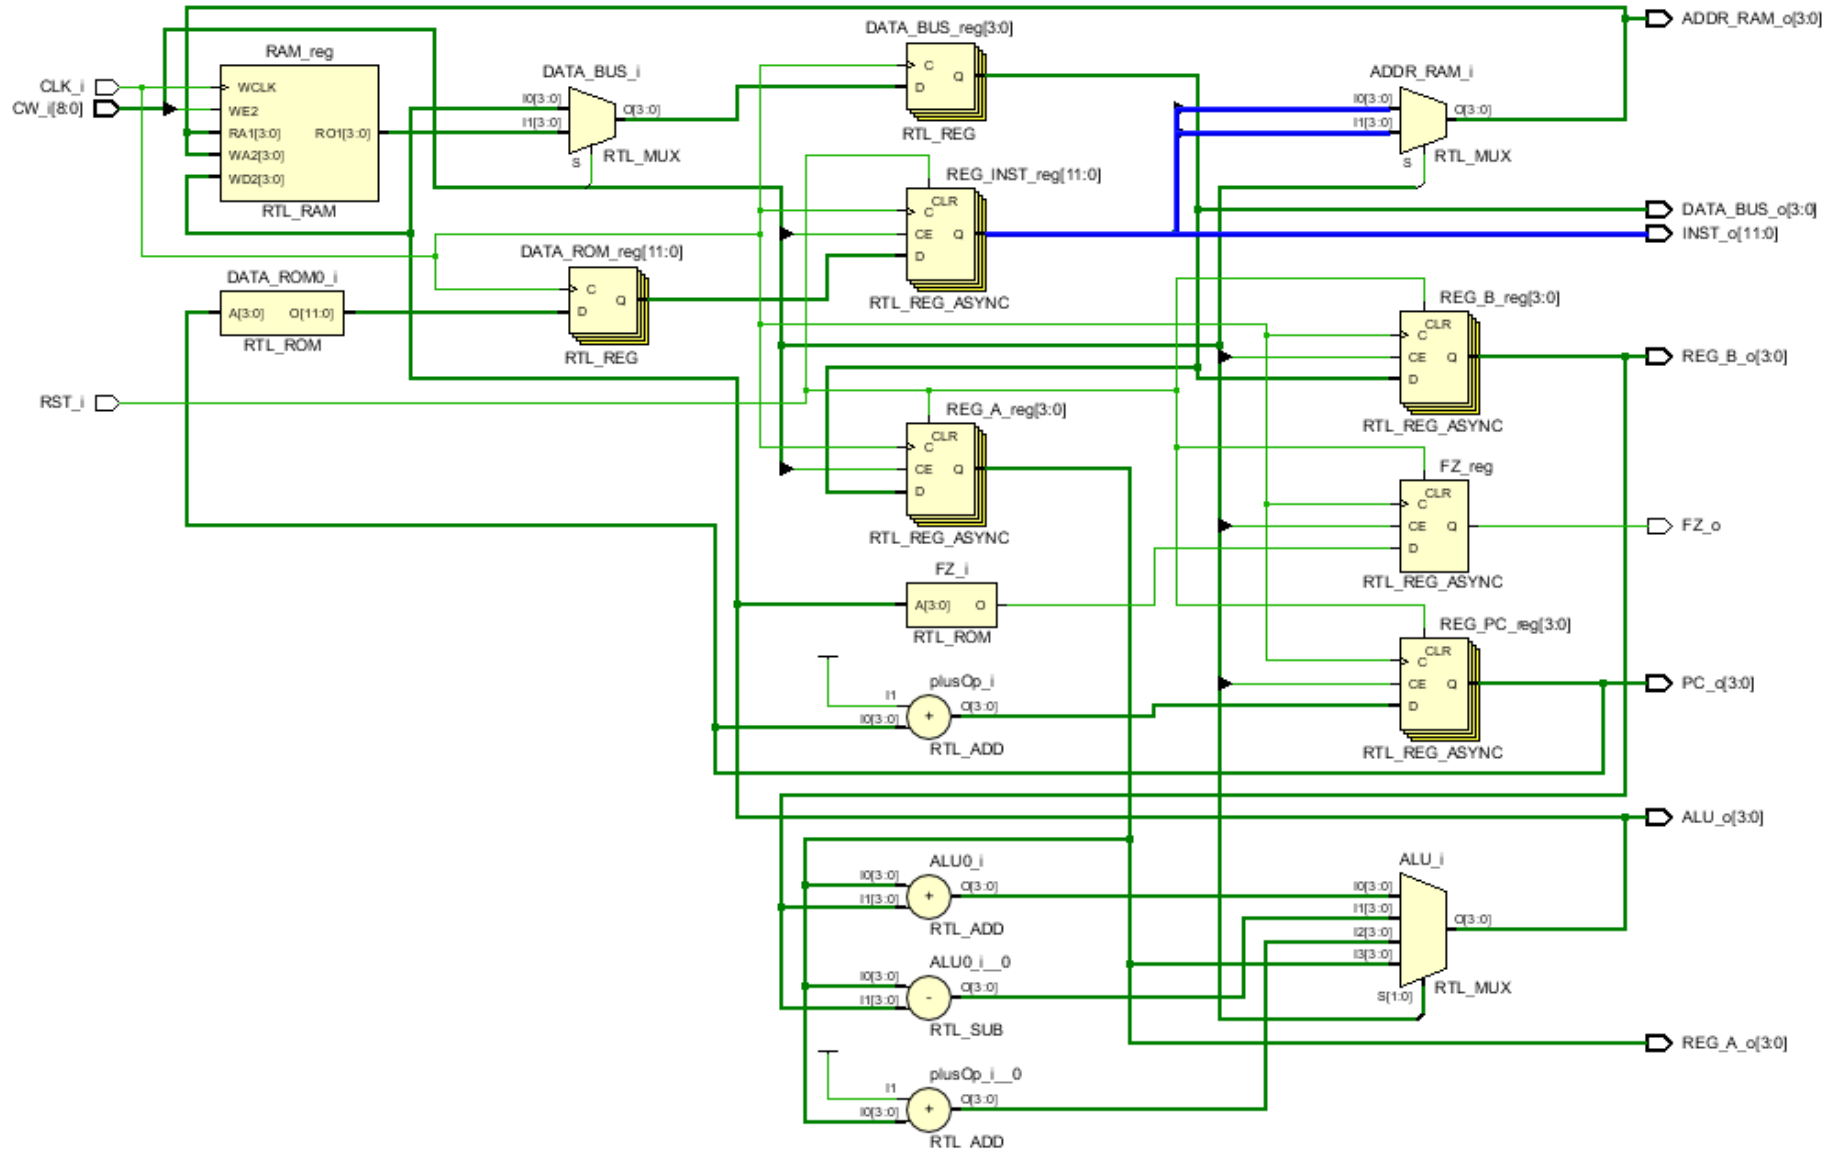 CLK_i
CW_i[8:0]
RST_i
RAM_reg
WCLK
WE2
RA1[3:0]
RO1[3:0]
WA2[3:0]
WD2[3:0]
RTL_RAM
DATA_BUS_i
I0[3:0]
I1[3:0]
O[3:0]
S
RTL_MUX
DATA_BUS_reg[3:0]
C
D
Q
RTL_REG
ADDR_RAM_i
I0[3:0]
I1[3:0]
O[3:0]
S
RTL_MUX
ADDR_RAM_o[3:0]
REG_INST_reg[11:0]
CLR
C
CE
Q
D
RTL_REG_ASYNC
DATA_BUS_o[3:0]
INST_o[11:0]
DATA_ROM0_i
A[3:0]
O[11:0]
RTL_ROM
DATA_ROM_reg[11:0]
C
Q
D
RTL_REG
REG_B_reg[3:0]
CLR
C
CE
Q
D
RTL_REG_ASYNC
REG_B_o[3:0]
REG_A_reg[3:0]
CLR
C
CE
Q
D
RTL_REG_ASYNC
FZ_reg
CLR
C
CE
Q
D
RTL_REG_ASYNC
FZ_o
FZ_i
A[3:0]
O
RTL_ROM
plusOp_i
I1
I0[3:0]
+
O[3:0]
RTL_ADD
REG_PC_reg[3:0]
CLR
C
CE
Q
D
RTL_REG_ASYNC
PC_o[3:0]
ALU_o[3:0]
ALU0_i
I0[3:0]
I1[3:0]
+
O[3:0]
RTL_ADD
ALU_i
I0[3:0]
I1[3:0]
I2[3:0]
I3[3:0]
O[3:0]
S[1:0]
RTL_MUX
ALU0_i__0
I0[3:0]
I1[3:0]
-
O[3:0]
RTL_SUB
REG_A_o[3:0]
plusOp_i__0
I1
I0[3:0]
+
O[3:0]
RTL_ADD